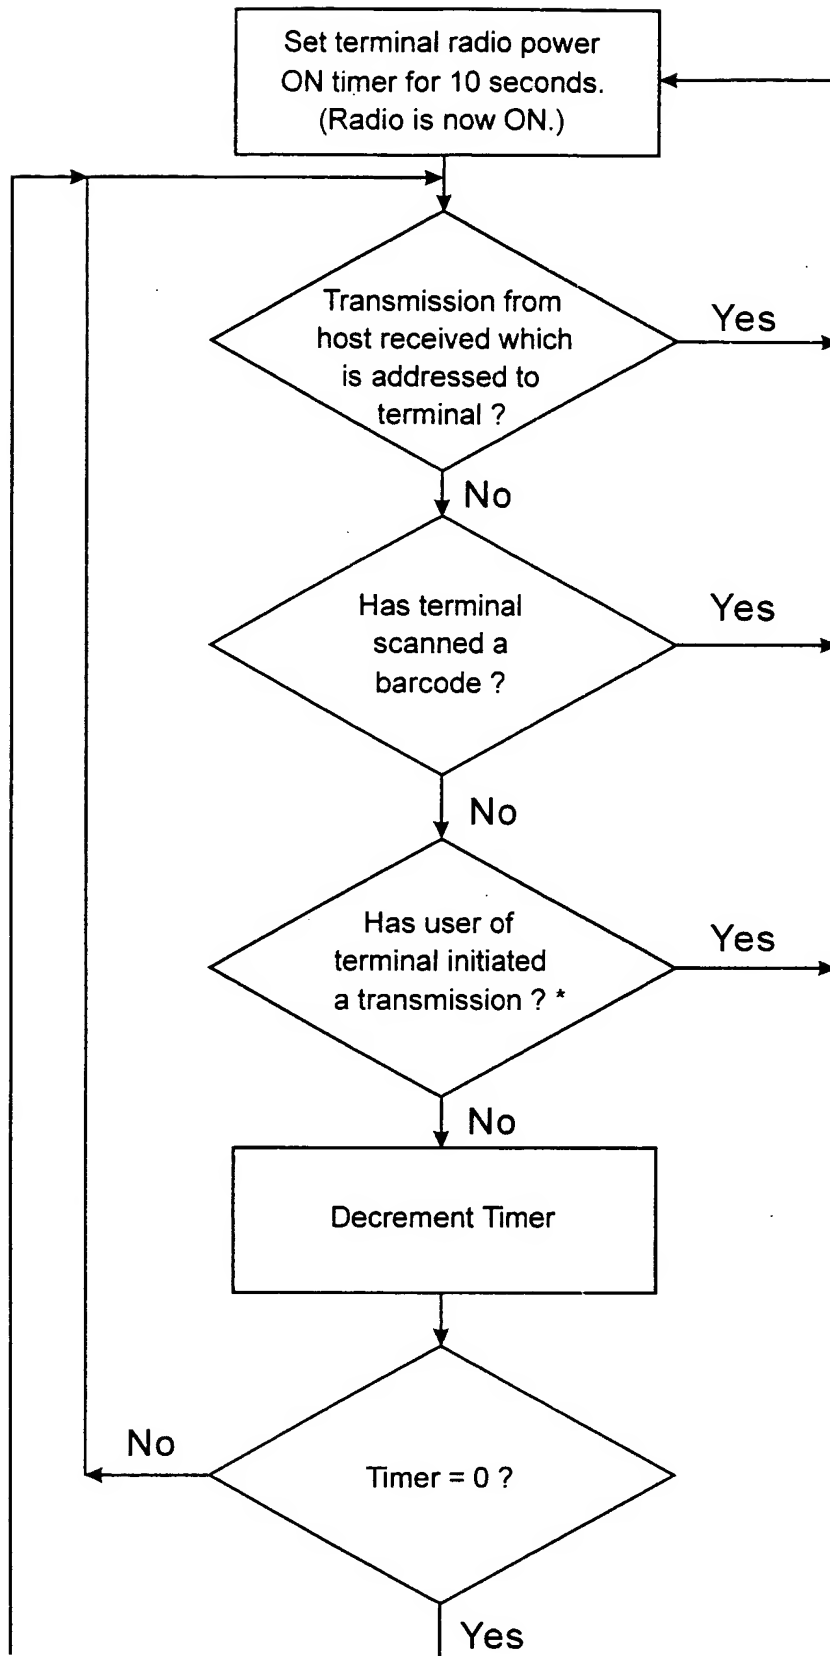 Set terminal radio power
ON timer for 10 seconds.
(Radio is now ON.)
Transmission from
host received which
is addressed to
terminal ?
Yes
No
Has terminal
scanned a
barcode ?
Yes
No
Has user of
terminal initiated
a transmission ? *
Yes
No
Decrement Timer
No
Timer = 0 ?
Yes